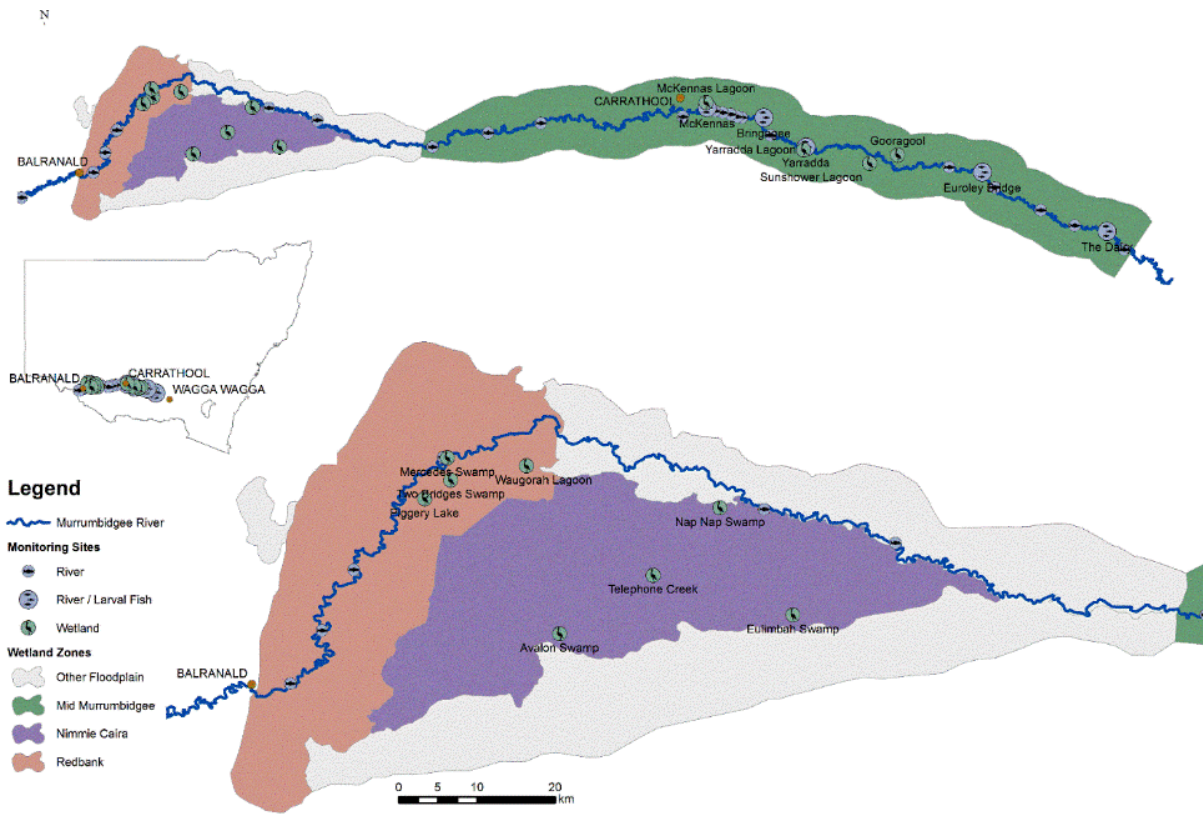 N
McKennas Lagoon
CARRATHOOL
McKennas
Bringagee
Yarradda Lagoon
Gooragool
Yarradda
Sunshower Lagoon
BALRANALD
Euroley Bridge
The Dairy
CARRATHOOL
BALRANALD
WAGGA WAGGA
Mercedes Swamp
Waugorah Lagoon
Two Bridges Swamp
Piggery Lake
Nap Nap Swamp
Telephone Creek
Eulimbah Swamp
Avalon Swamp
BALRANALD
Legend
Murrumbidgee River
Monitoring Sites
River
River / Larval Fish
Wetland
Wetland Zones
Other Floodplain
Mid Murrumbidgee
Nimmie Caira
Redbank
0 5 10 20
km